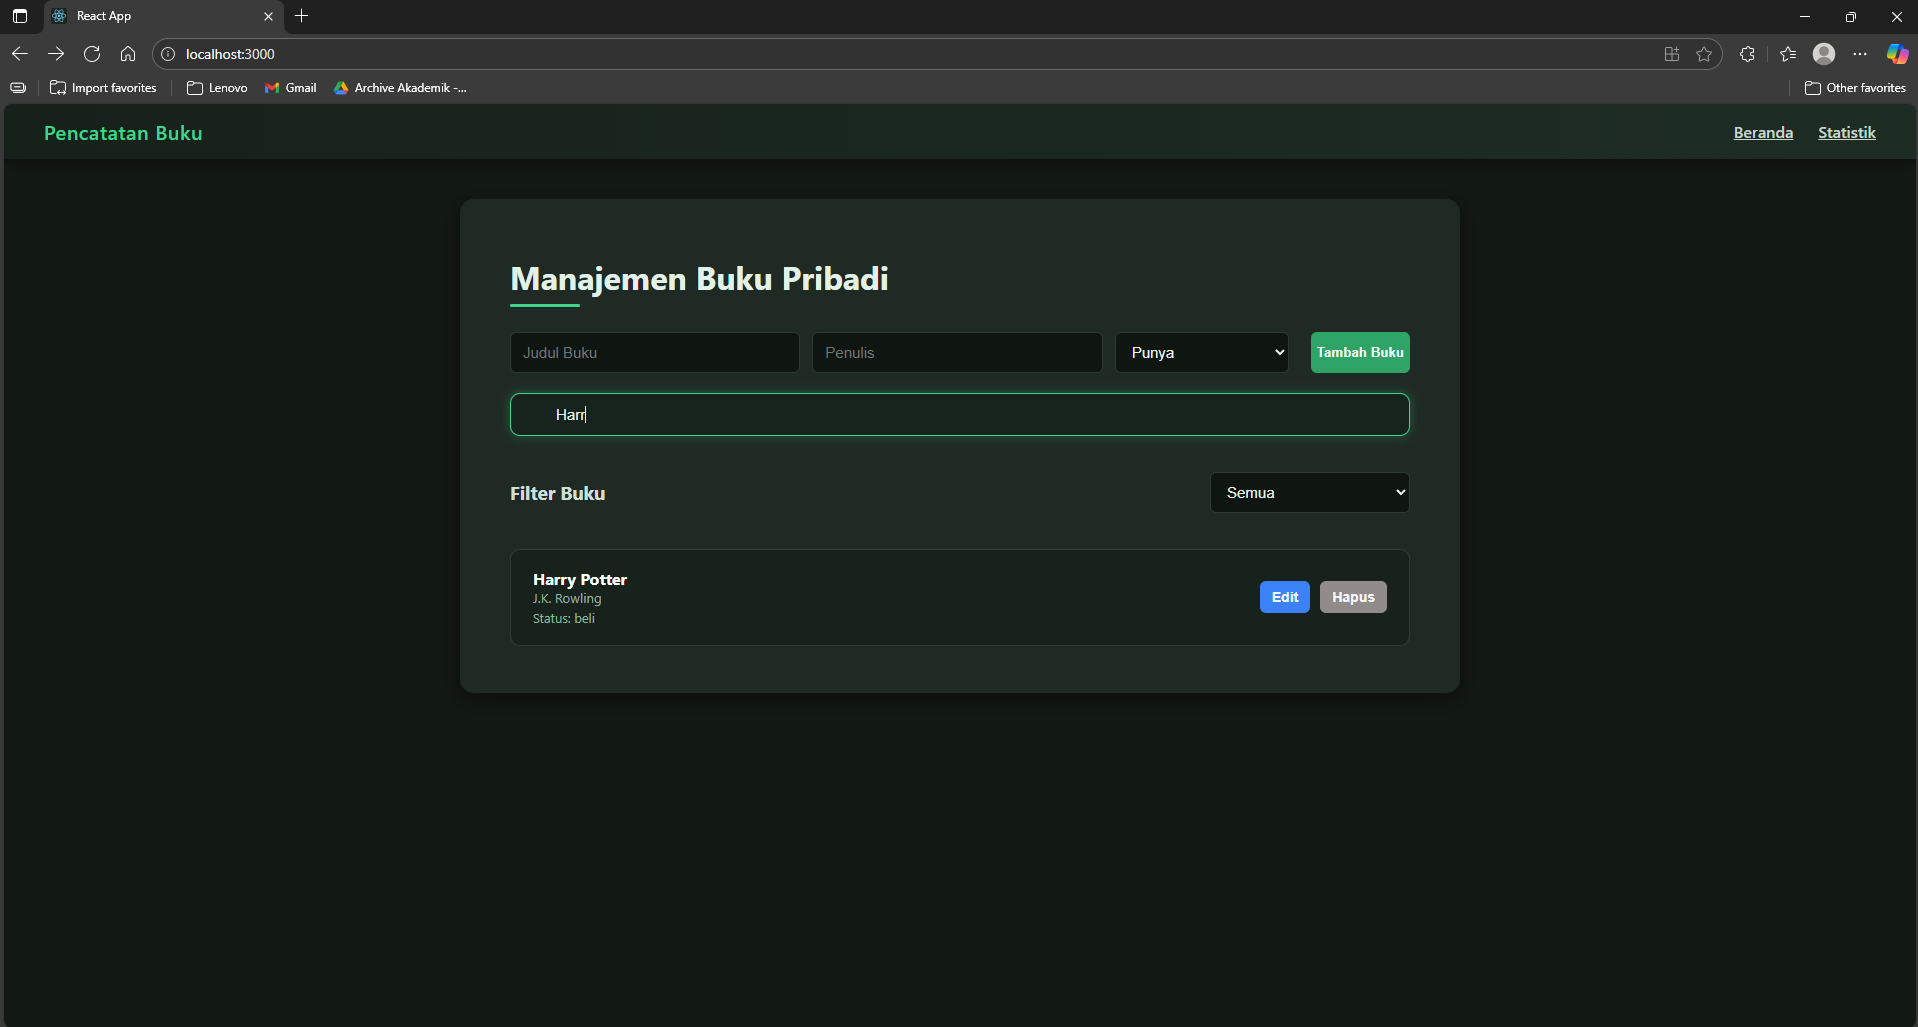 React App
localhost:3000
Import favorites
Lenovo
Gmail
Archive Akademik -...
Other favorites
Pencatatan Buku
Beranda
Statistik
Manajemen Buku Pribadi
Judul Buku
Penulis
Punya
Tambah Buku
Harr
Filter Buku
Semua
Harry Potter
J.K. Rowling
Status: beli
Edit
Hapus